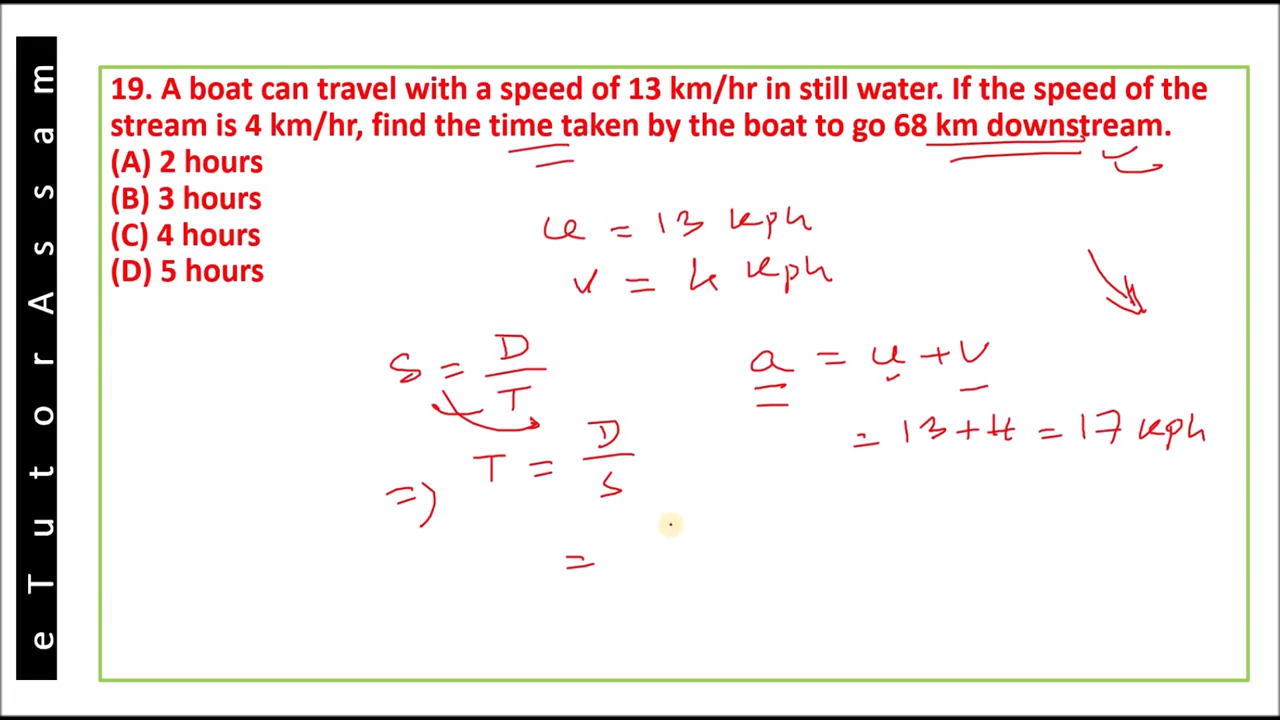 eTutorAssam
19. A boat can travel with a speed of 13 km/hr in still water. If the speed of the
stream is 4 km/hr, find the time taken by the boat to go 68 km downstream.
(A) 2 hours
(B) 3 hours
(C) 4 hours
(D) 5 hours
u = 13 kph
v = 4 kph
S = D/T
a = u + v
= 13 + 4 = 17 kph
=> T = D/S
=